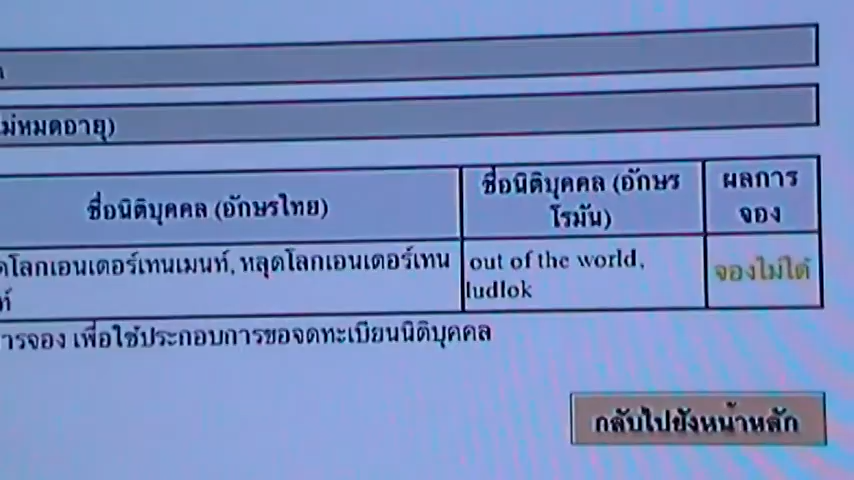 ม่หมดอายุ)
ชื่อนิติบุคคล (อักษรไทย)
ชื่อนิติบุคคล (อักษร
โรมัน)
ผลการ
จอง
ดโลกเอนเตอร์เทนเมนท์, หลุดโลกเอนเตอร์เทน
ท์
out of the world,
ludlok
จองไม่ได้
ารจอง เพื่อใช้ประกอบการขอจดทะเบียนนิติบุคคล
กลับไปยังหน้าหลัก